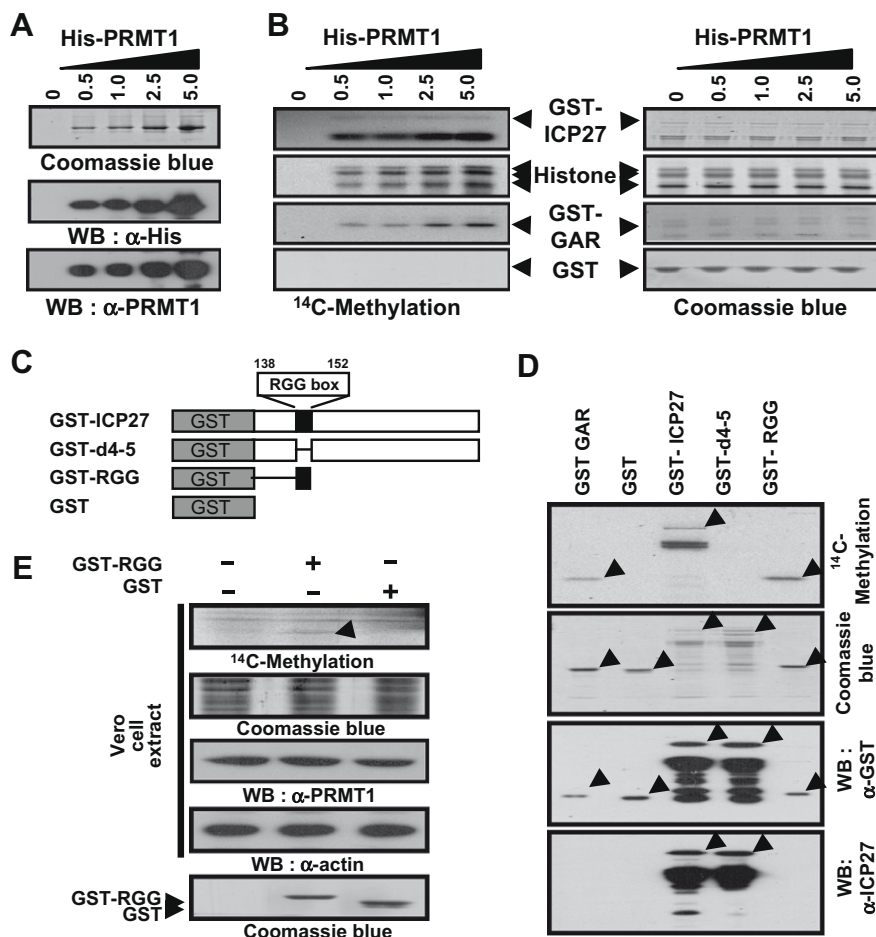 A
His-PRMT1
0 0.5 1.0 2.5 5.0
Coomassie blue
WB : α-His
WB : α-PRMT1
B
His-PRMT1
0 0.5 1.0 2.5 5.0
GST-
ICP27
Histone
GST-
GAR
GST
14C-Methylation
His-PRMT1
0 0.5 1.0 2.5 5.0
Coomassie blue
C
138 152
RGG box
GST-ICP27 GST
GST-d4-5 GST
GST-RGG GST
GST GST
D
GST GAR
GST
GST- ICP27
GST-d4-5
GST- RGG
14C-
Methylation
Coomassie
blue
WB :
α-GST
WB:
α-ICP27
E
GST-RGG – + –
GST – – +
Vero
cell
extract
14C-Methylation
Coomassie blue
WB : α-PRMT1
WB : α-actin
GST-RGG
GST
Coomassie blue